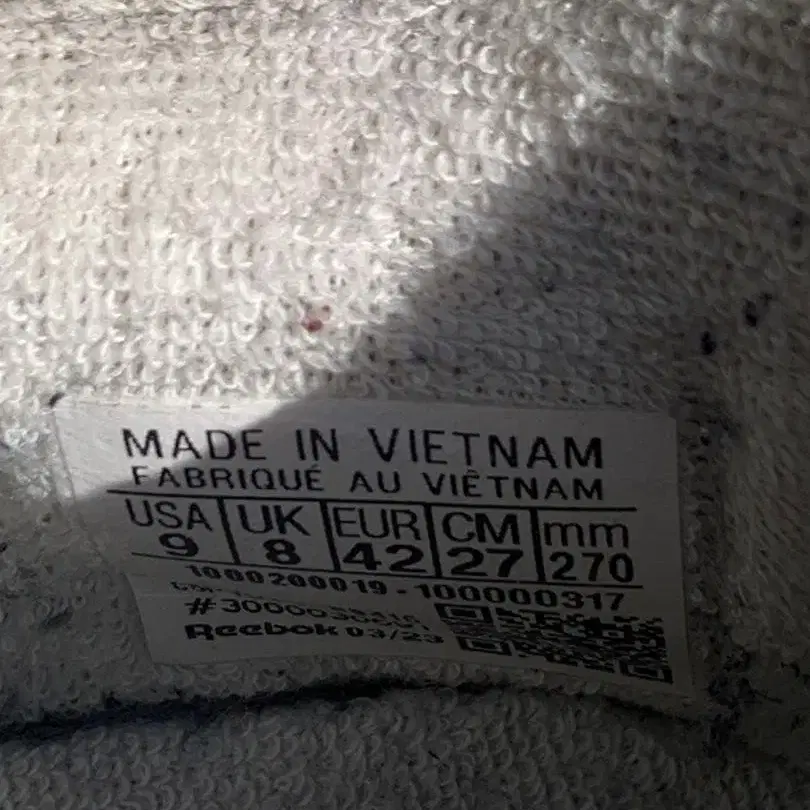 MADE IN VIETNAM
FABRIQUÉ AU VIÊTNAM
USA UK EUR CM mm
9 8 42 27 270
1000200019-100000317
Reebok 03/23